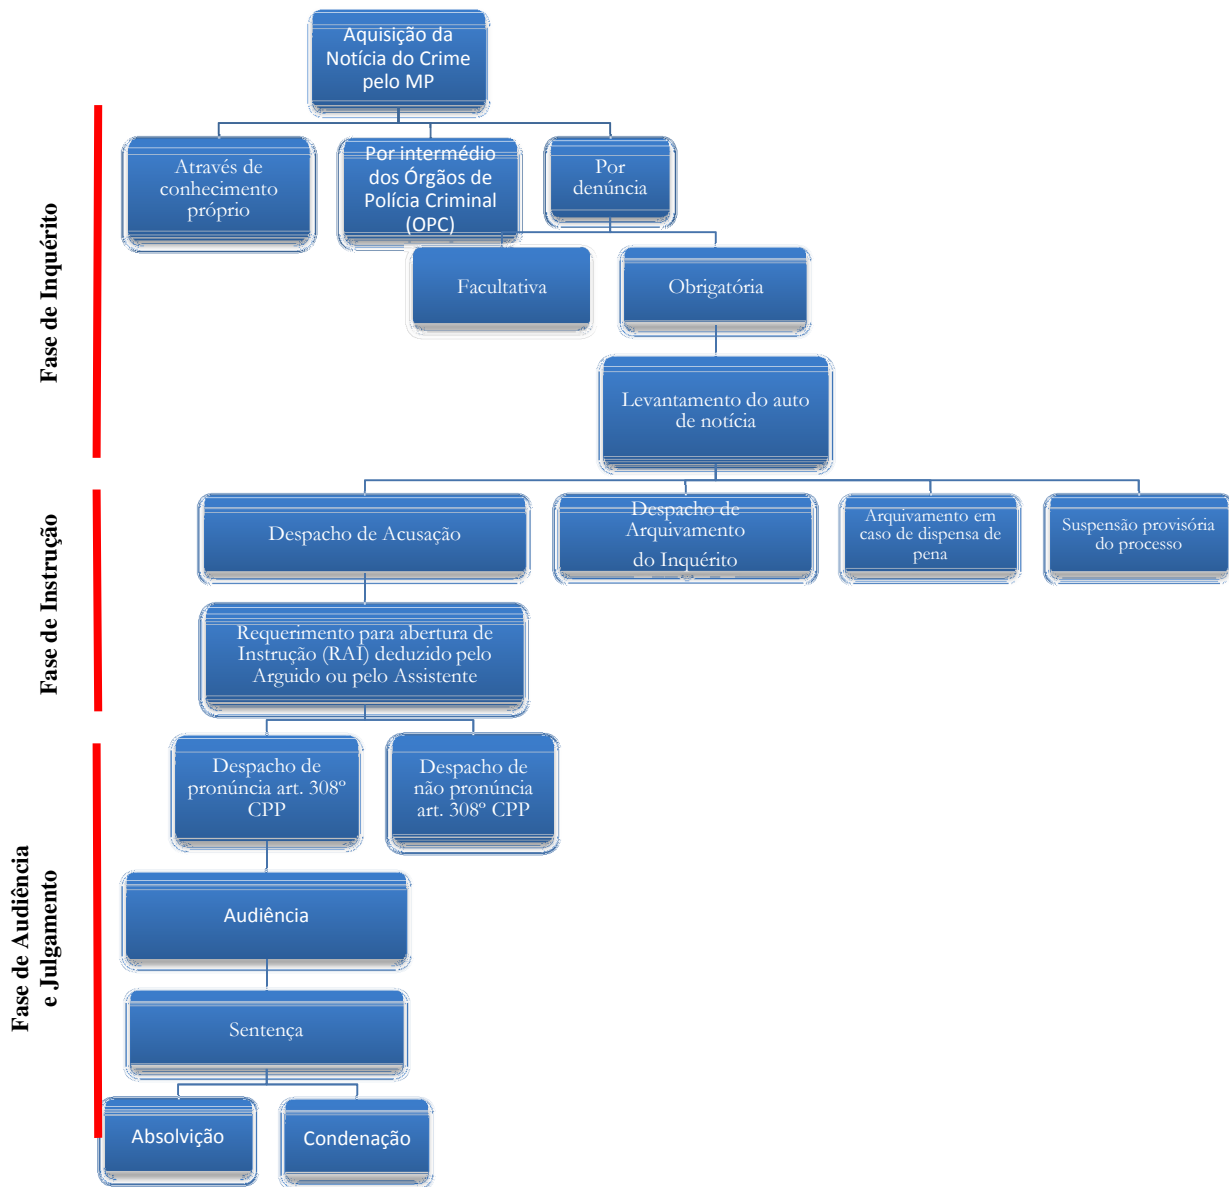 Aquisição da
Notícia do Crime
pelo MP
Fase de Inquérito
Através de
conhecimento
próprio
Por intermédio
dos Órgãos de
Polícia Criminal
(OPC)
Por
denúncia
Facultativa
Obrigatória
Levantamento do auto
de notícia
Fase de Instrução
Despacho de Acusação
Despacho de
Arquivamento
do Inquérito
Arquivamento em
caso de dispensa de
pena
Suspensão provisória
do processo
Requerimento para abertura de
Instrução (RAI) deduzido pelo
Arguido ou pelo Assistente
Fase de Audiência
e Julgamento
Despacho de
pronúncia art. 308º
CPP
Despacho de
não pronúncia
art. 308º CPP
Audiência
Sentença
Absolvição
Condenação